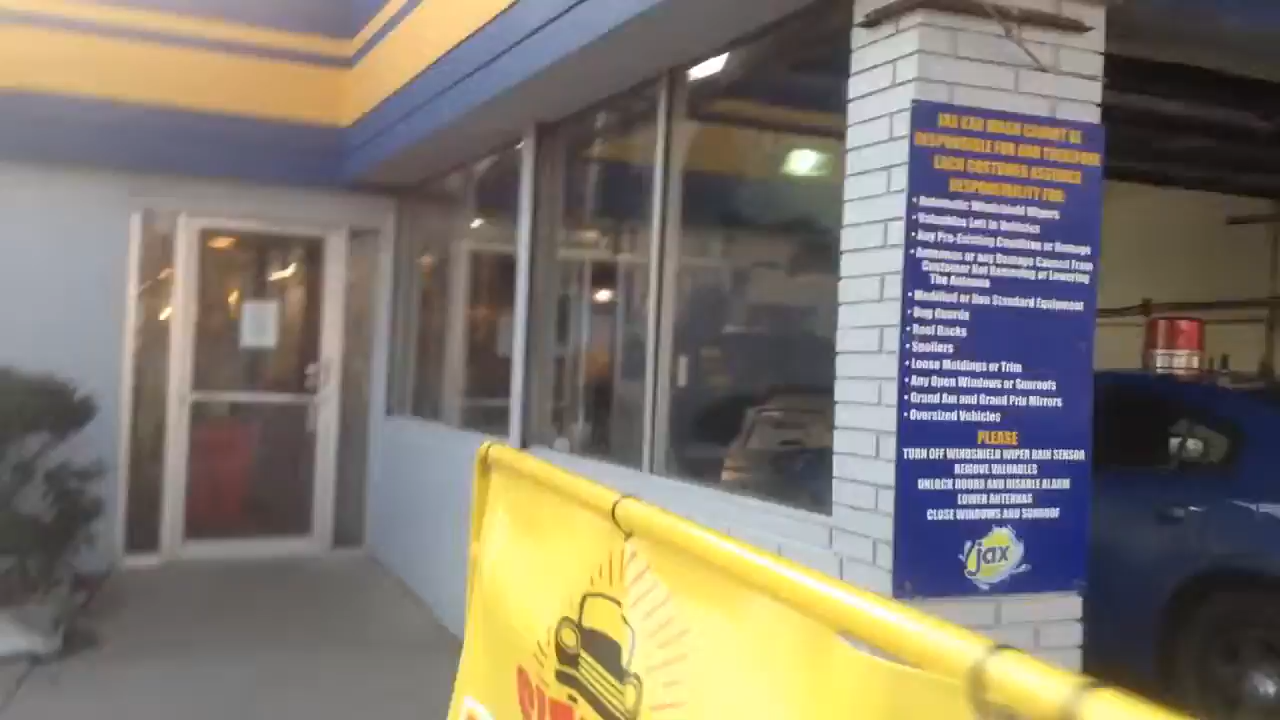 JAX KAR WASH CANNOT BE
RESPONSIBLE FOR AND THEREFORE
EACH CUSTOMER ASSUMES
RESPONSIBILITY FOR:
• Automatic Windshield Wipers
• Valuables Left In Vehicles
• Any Pre-Existing Condition or Damage
• Antennas or any Damage Caused From
Customer Not Removing or Lowering
The Antenna
• Modified or Non Standard Equipment
• Bug Guards
• Roof Racks
• Spoilers
• Loose Moldings or Trim
• Any Open Windows or Sunroofs
• Grand Am and Grand Prix Mirrors
• Oversized Vehicles
PLEASE
TURN OFF WINDSHIELD WIPER RAIN SENSOR
REMOVE VALUABLES
UNLOCK DOORS AND DISABLE ALARM
LOWER ANTENNAS
CLOSE WINDOWS AND SUNROOF
jax